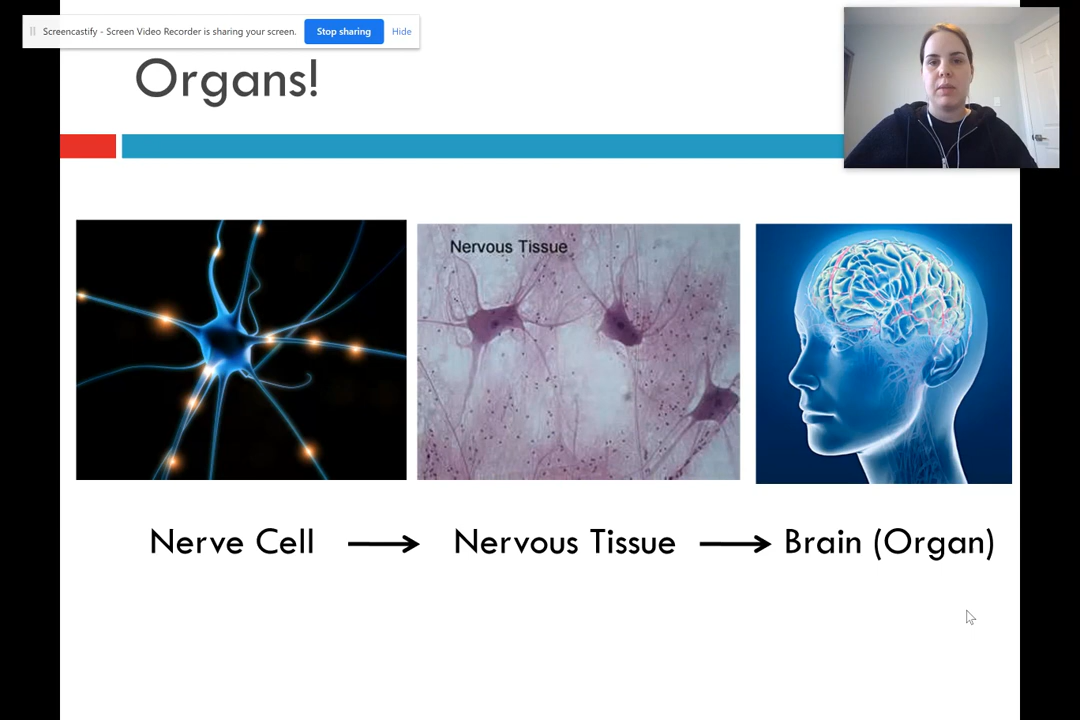 Screencastify - Screen Video Recorder is sharing your screen. Stop sharing Hide
Organs!
Nervous Tissue
Nerve Cell → Nervous Tissue → Brain (Organ)